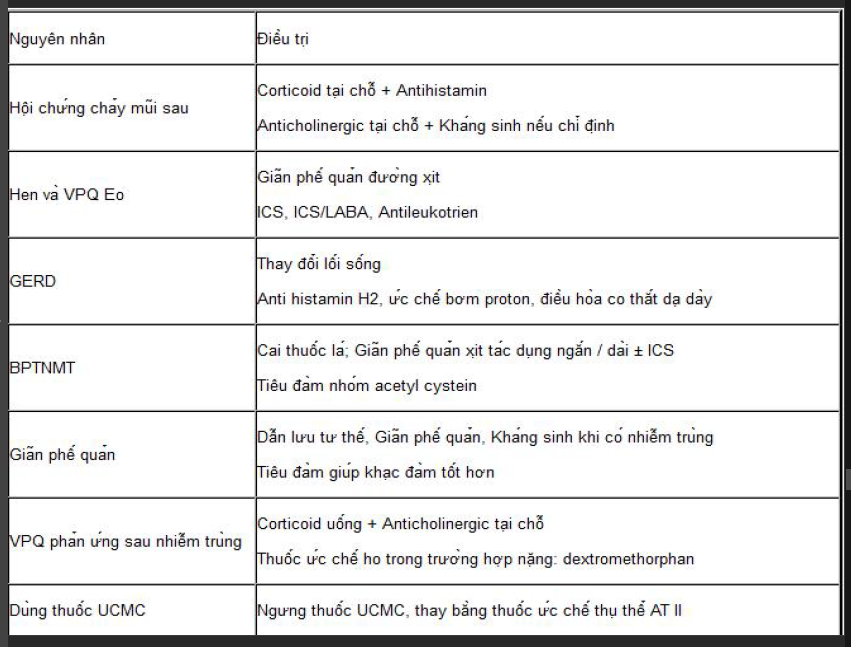 Nguyên nhân
Điều trị
Hội chứng chảy mũi sau
Corticoid tại chỗ + Antihistamin
Anticholinergic tại chỗ + Kháng sinh nếu chỉ định
Hen và VPQ Eo
Giãn phế quản đường xịt
ICS, ICS/LABA, Antileukotrien
GERD
Thay đổi lối sống
Anti histamin H2, ức chế bơm proton, điều hòa co thắt dạ dày
BPTNMT
Cai thuốc lá; Giãn phế quản xịt tác dụng ngắn / dài ± ICS
Tiêu đàm nhóm acetyl cystein
Giãn phế quản
Dẫn lưu tư thế, Giãn phế quản, Kháng sinh khi có nhiễm trùng
Tiêu đàm giúp khạc đàm tốt hơn
VPQ phản ứng sau nhiễm trùng
Corticoid uống + Anticholinergic tại chỗ
Thuốc ức chế ho trong trường hợp nặng: dextromethorphan
Dùng thuốc UCMC
Ngưng thuốc UCMC, thay bằng thuốc ức chế thụ thể AT II